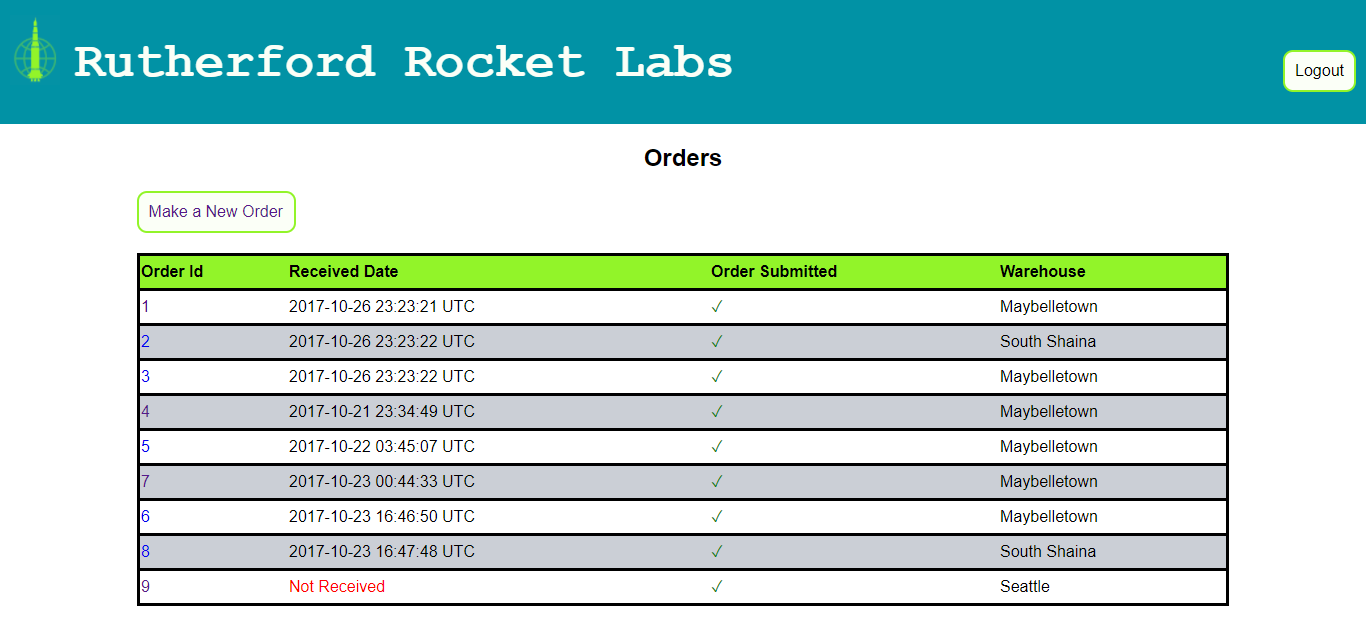 Rutherford Rocket Labs
Logout
Orders
Make a New Order
Order Id Received Date Order Submitted Warehouse
1 2017-10-26 23:23:21 UTC ✓ Maybelletown
2 2017-10-26 23:23:22 UTC ✓ South Shaina
3 2017-10-26 23:23:22 UTC ✓ Maybelletown
4 2017-10-21 23:34:49 UTC ✓ Maybelletown
5 2017-10-22 03:45:07 UTC ✓ Maybelletown
7 2017-10-23 00:44:33 UTC ✓ Maybelletown
6 2017-10-23 16:46:50 UTC ✓ Maybelletown
8 2017-10-23 16:47:48 UTC ✓ South Shaina
9 Not Received ✓ Seattle